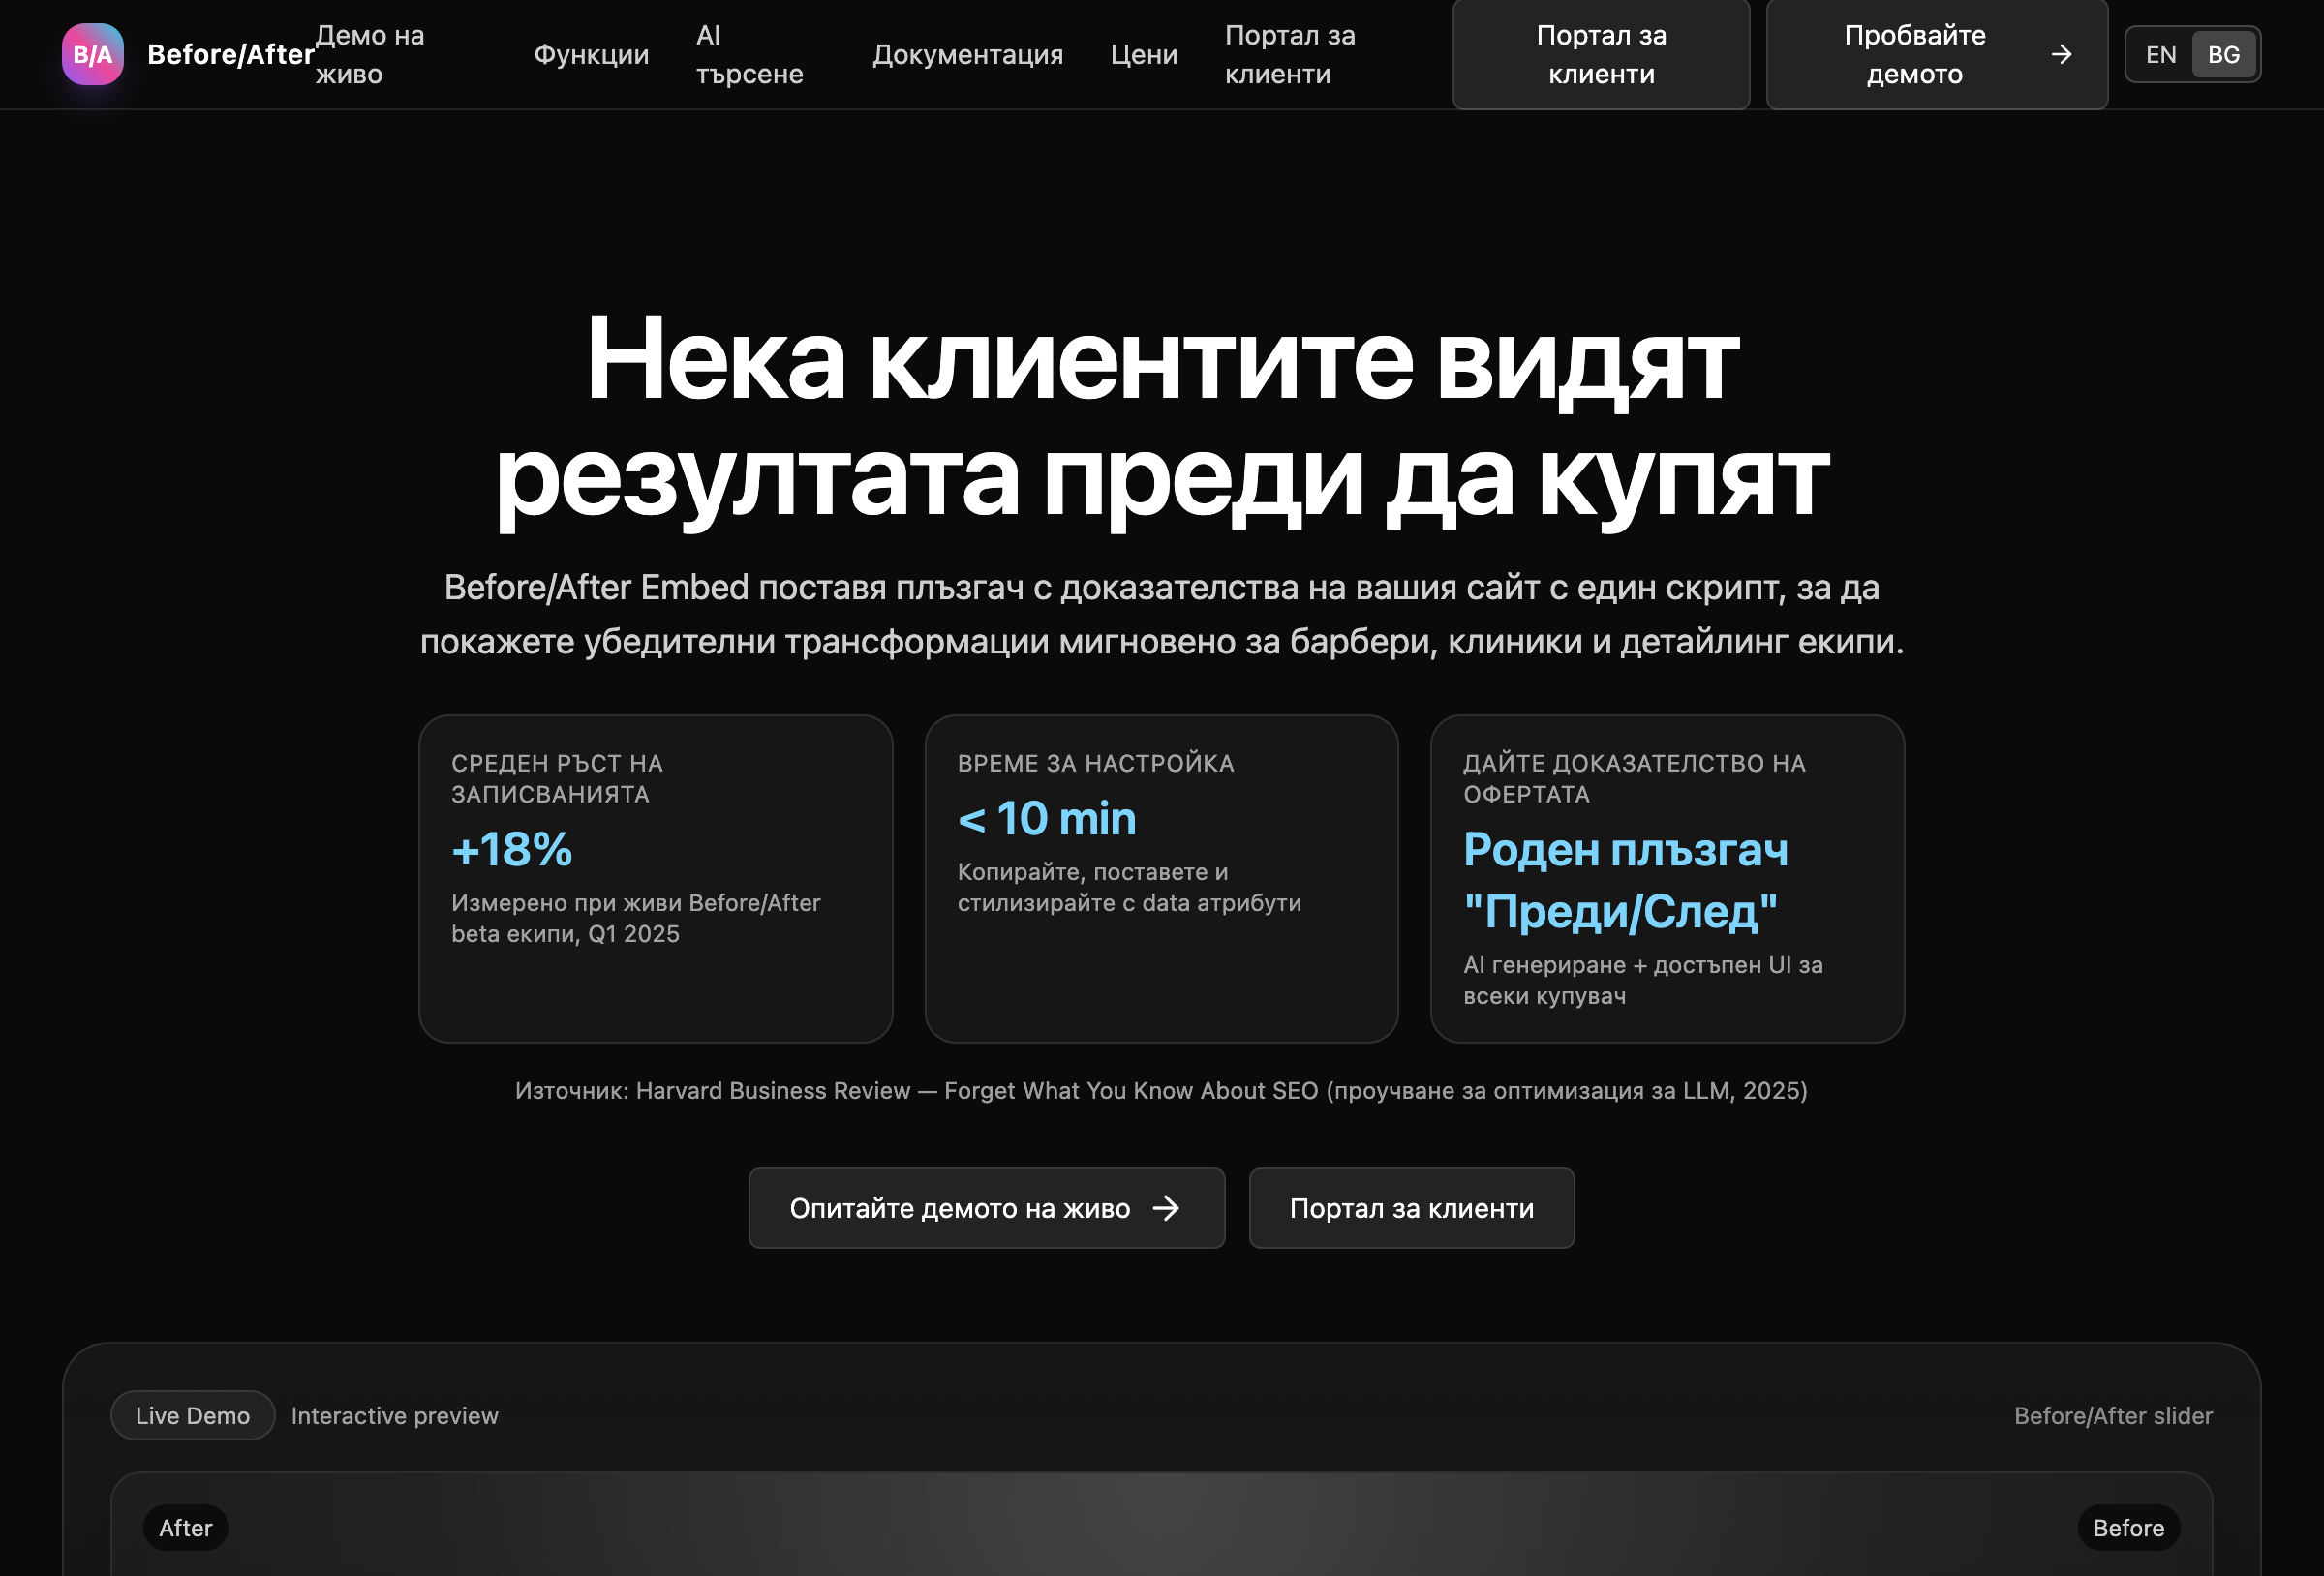 B/A
Before/After
Демо на
живо
Функции
AI
търсене
Документация
Цени
Портал за
клиенти
Портал за
клиенти
Пробвайте
демото →
EN
BG
Нека клиентите видят
резултата преди да купят
Before/After Embed поставя плъзгач с доказателства на вашия сайт с един скрипт, за да
покажете убедителни трансформации мигновено за барбери, клиники и детайлинг екипи.
СРЕДЕН РЪСТ НА
ЗАПИСВАНИЯТА
+18%
Измерено при живи Before/After
beta екипи, Q1 2025
ВРЕМЕ ЗА НАСТРОЙКА
< 10 min
Копирайте, поставете и
стилизирайте с data атрибути
ДАЙТЕ ДОКАЗАТЕЛСТВО НА
ОФЕРТАТА
Роден плъзгач
"Преди/След"
AI генериране + достъпен UI за
всеки купувач
Източник: Harvard Business Review — Forget What You Know About SEO (проучване за оптимизация за LLM, 2025)
Опитайте демото на живо →
Портал за клиенти
Live Demo
Interactive preview
Before/After slider
After
Before